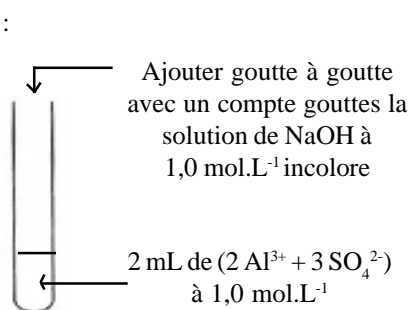 :
Ajouter goutte à goutte
avec un compte gouttes la
solution de NaOH à
1,0 mol.L⁻¹ incolore
2 mL de (2 Al³⁺ + 3 SO₄²⁻)
à 1,0 mol.L⁻¹